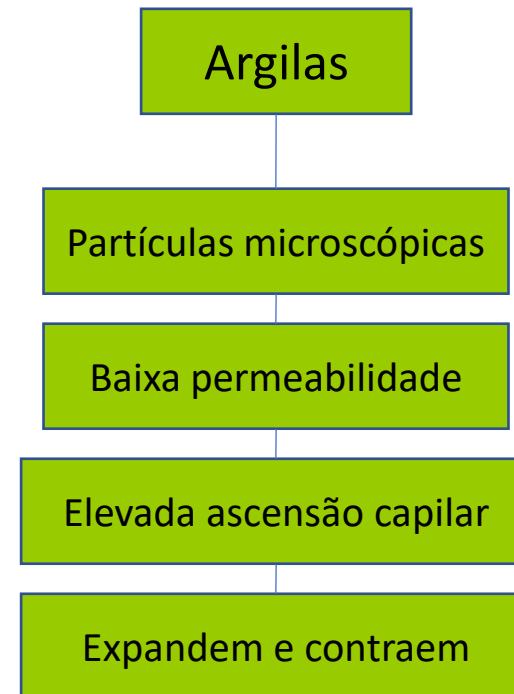 Argilas
Partículas microscópicas
Baixa permeabilidade
Elevada ascensão capilar
Expandem e contraem